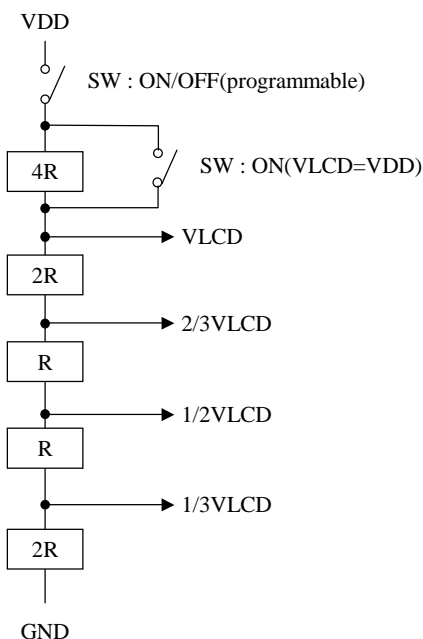 VDD
SW : ON/OFF(programmable)
4R
SW : ON(VLCD=VDD)
VLCD
2R
2/3VLCD
R
1/2VLCD
R
1/3VLCD
2R
GND